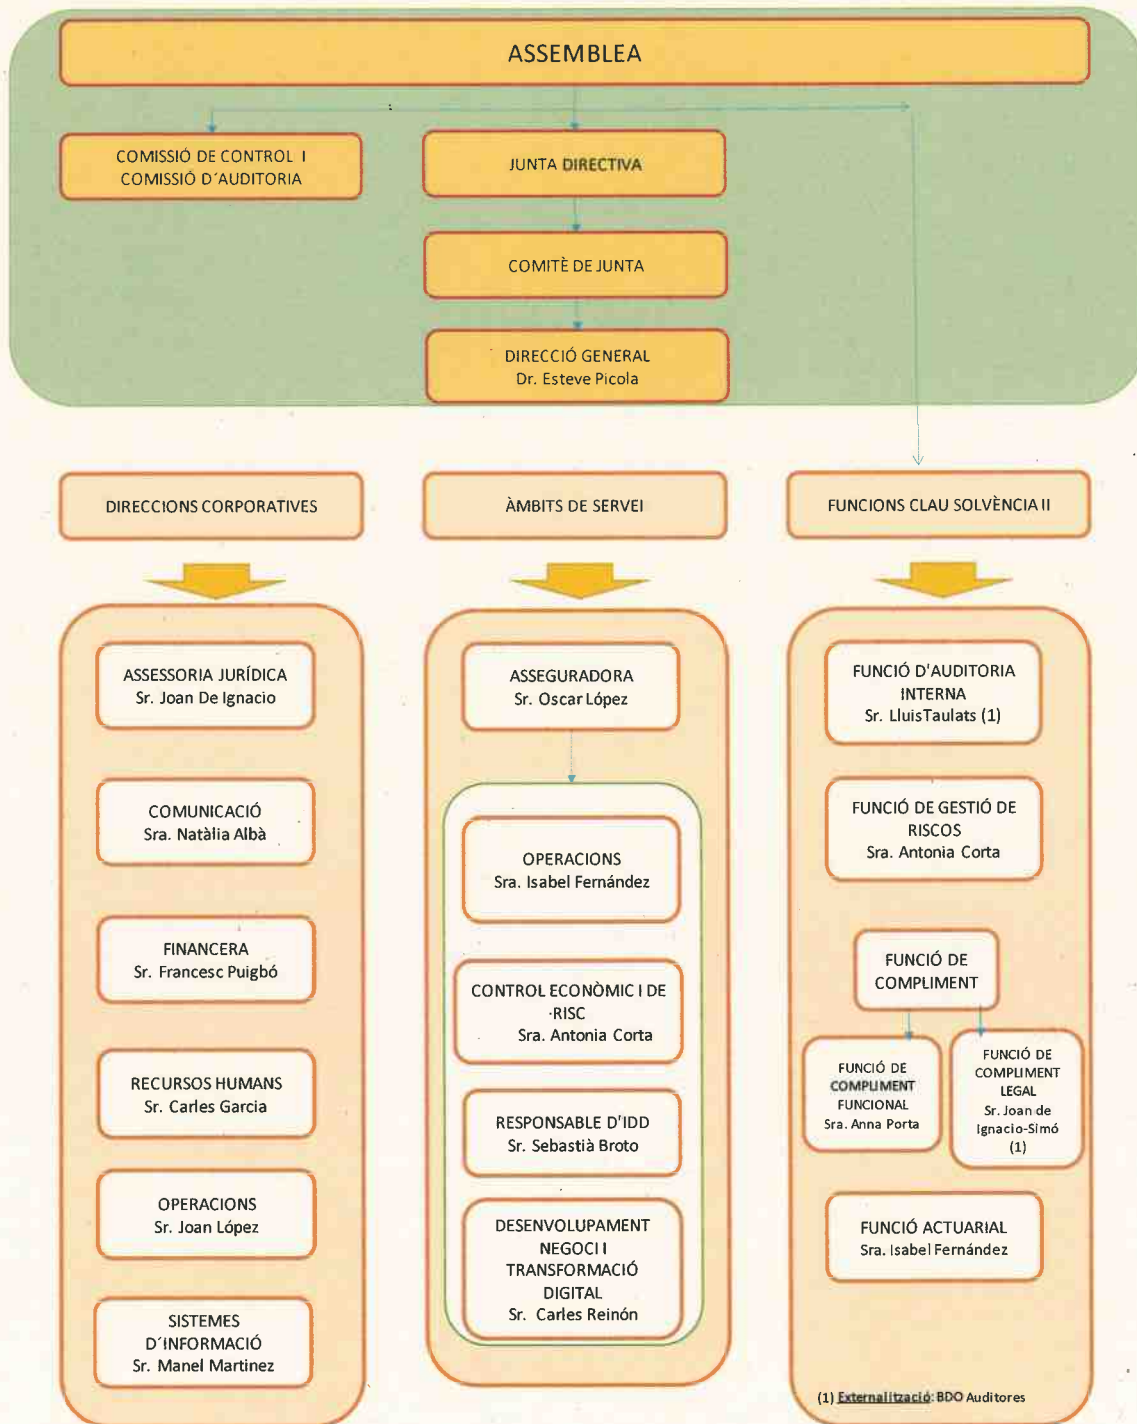 ASSEMBLEA
COMISSIÓ DE CONTROL I
COMISSIÓ D´AUDITORIA
JUNTA DIRECTIVA
COMITÈ DE JUNTA
DIRECCIÓ GENERAL
Dr. Esteve Picola
DIRECCIONS CORPORATIVES
ASSESSORIA JURÍDICA
Sr. Joan De Ignacio
COMUNICACIÓ
Sra. Natàlia Albà
FINANCERA
Sr. Francesc Puigbó
RECURSOS HUMANS
Sr. Carles Garcia
OPERACIONS
Sr. Joan López
SISTEMES
D´INFORMACIÓ
Sr. Manel Martinez
ÀMBITS DE SERVEI
ASSEGURADORA
Sr. Oscar López
OPERACIONS
Sra. Isabel Fernández
CONTROL ECONÒMIC I DE
RISC
Sra. Antonia Corta
RESPONSABLE D'IDD
Sr. Sebastià Broto
DESENVOLUPAMENT
NEGOCI I
TRANSFORMACIÓ
DIGITAL
Sr. Carles Reinón
FUNCIONS CLAU SOLVÈNCIA II
FUNCIÓ D'AUDITORIA
INTERNA
Sr. LluisTaulats (1)
FUNCIÓ DE GESTIÓ DE
RISCOS
Sra. Antonia Corta
FUNCIÓ DE
COMPLIMENT
FUNCIÓ DE
COMPLIMENT
FUNCIONAL
Sra. Anna Porta
FUNCIÓ DE
COMPLIMENT
LEGAL
Sr. Joan de
Ignacio-Simó
(1)
FUNCIÓ ACTUARIAL
Sra. Isabel Fernández
(1) Externalització: BDO Auditores